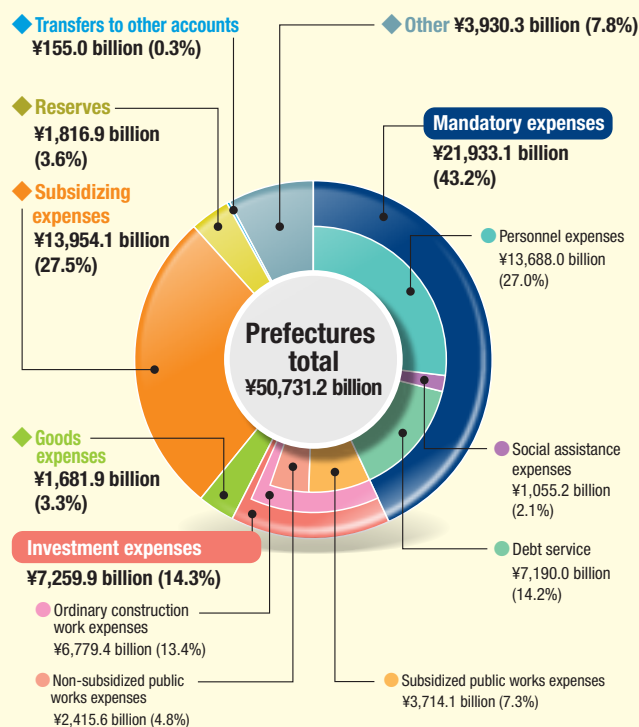 Transfers to other accounts
¥155.0 billion (0.3%)
Other ¥3,930.3 billion (7.8%)
Reserves
¥1,816.9 billion
(3.6%)
Mandatory expenses
¥21,933.1 billion
(43.2%)
Subsidizing
expenses
¥13,954.1 billion
(27.5%)
Personnel expenses
¥13,688.0 billion
(27.0%)
Prefectures
total
¥50,731.2 billion
Goods
expenses
¥1,681.9 billion
(3.3%)
Social assistance
expenses
¥1,055.2 billion
(2.1%)
Investment expenses
¥7,259.9 billion (14.3%)
Debt service
¥7,190.0 billion
(14.2%)
Ordinary construction
work expenses
¥6,779.4 billion (13.4%)
Non-subsidized public
works expenses
¥2,415.6 billion (4.8%)
Subsidized public works expenses
¥3,714.1 billion (7.3%)